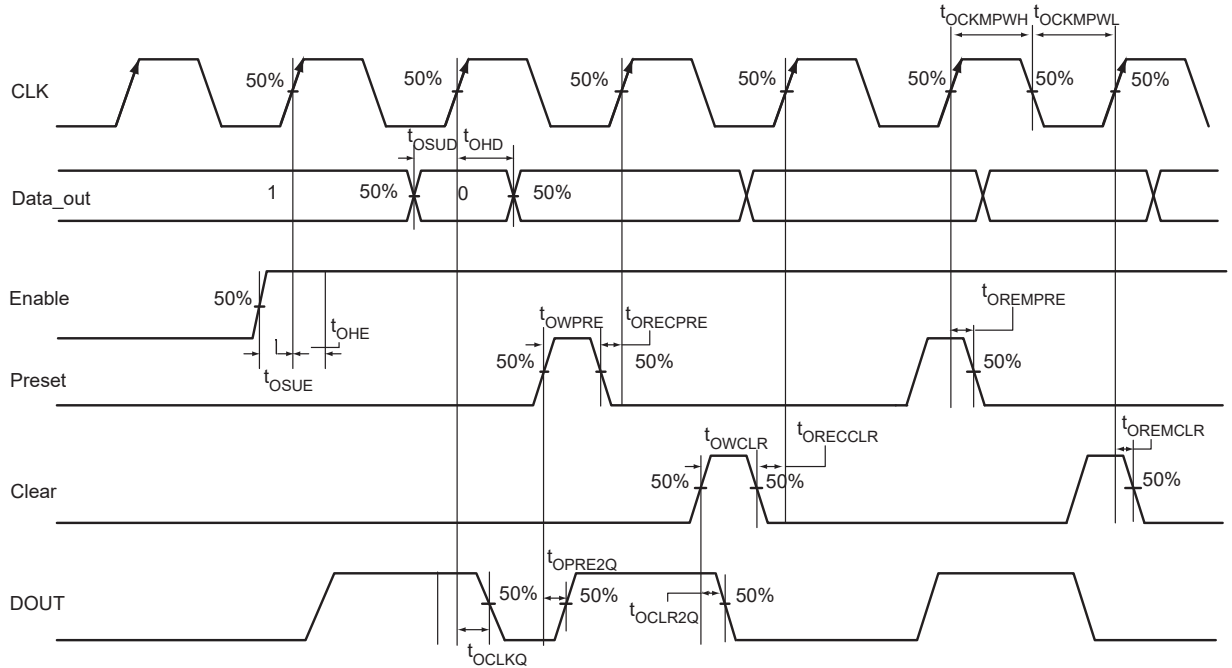 tOCKMPWH tOCKMPWL
CLK 50% 50% 50% 50% 50% 50% 50%
tOSUD tOHD
Data_out 1 50% 0 50%
Enable 50% tOHE tOWPRE tORECPRE tOREMPRE
Preset tOSUE 50% 50% 50%
tOWCLR tORECCLR tOREMCLR
Clear 50% 50% 50%
tOPRE2Q
DOUT 50% 50% tOCLR2Q 50%
tOCLKQ